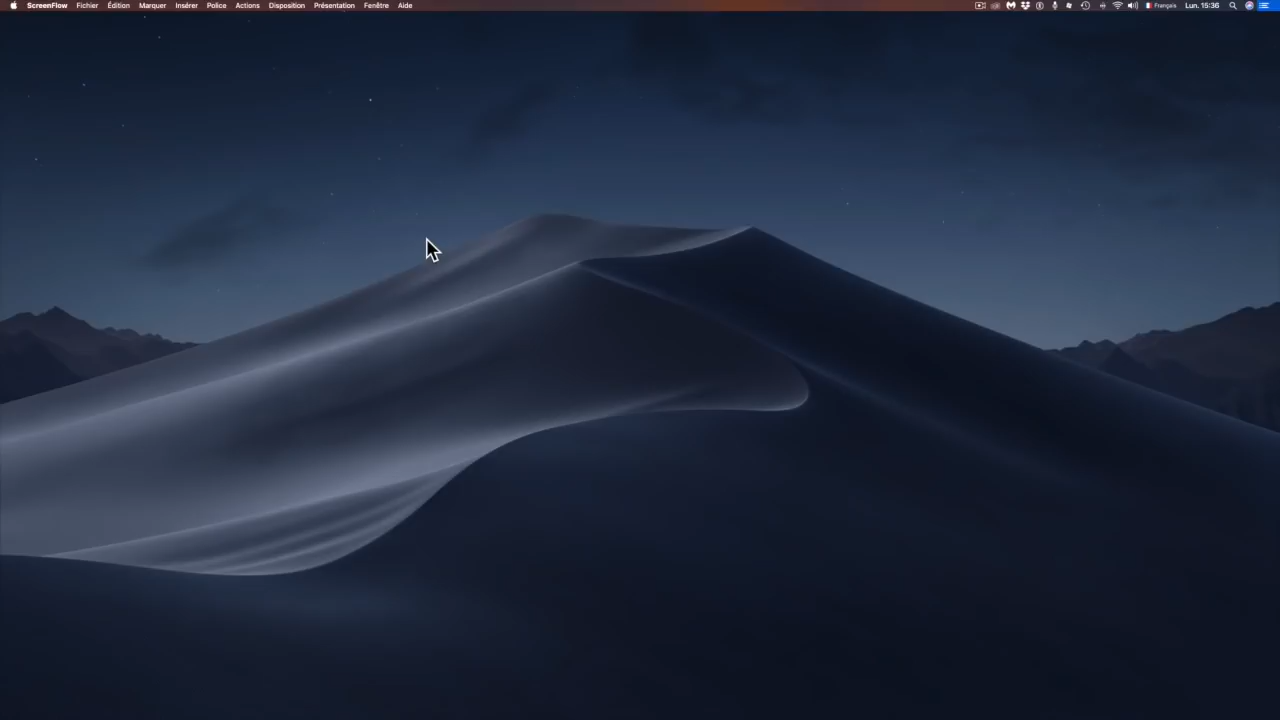 ScreenFlow Fichier Édition Marquer Insérer Police Actions Disposition Présentation Fenêtre Aide Français Lun. 15:36